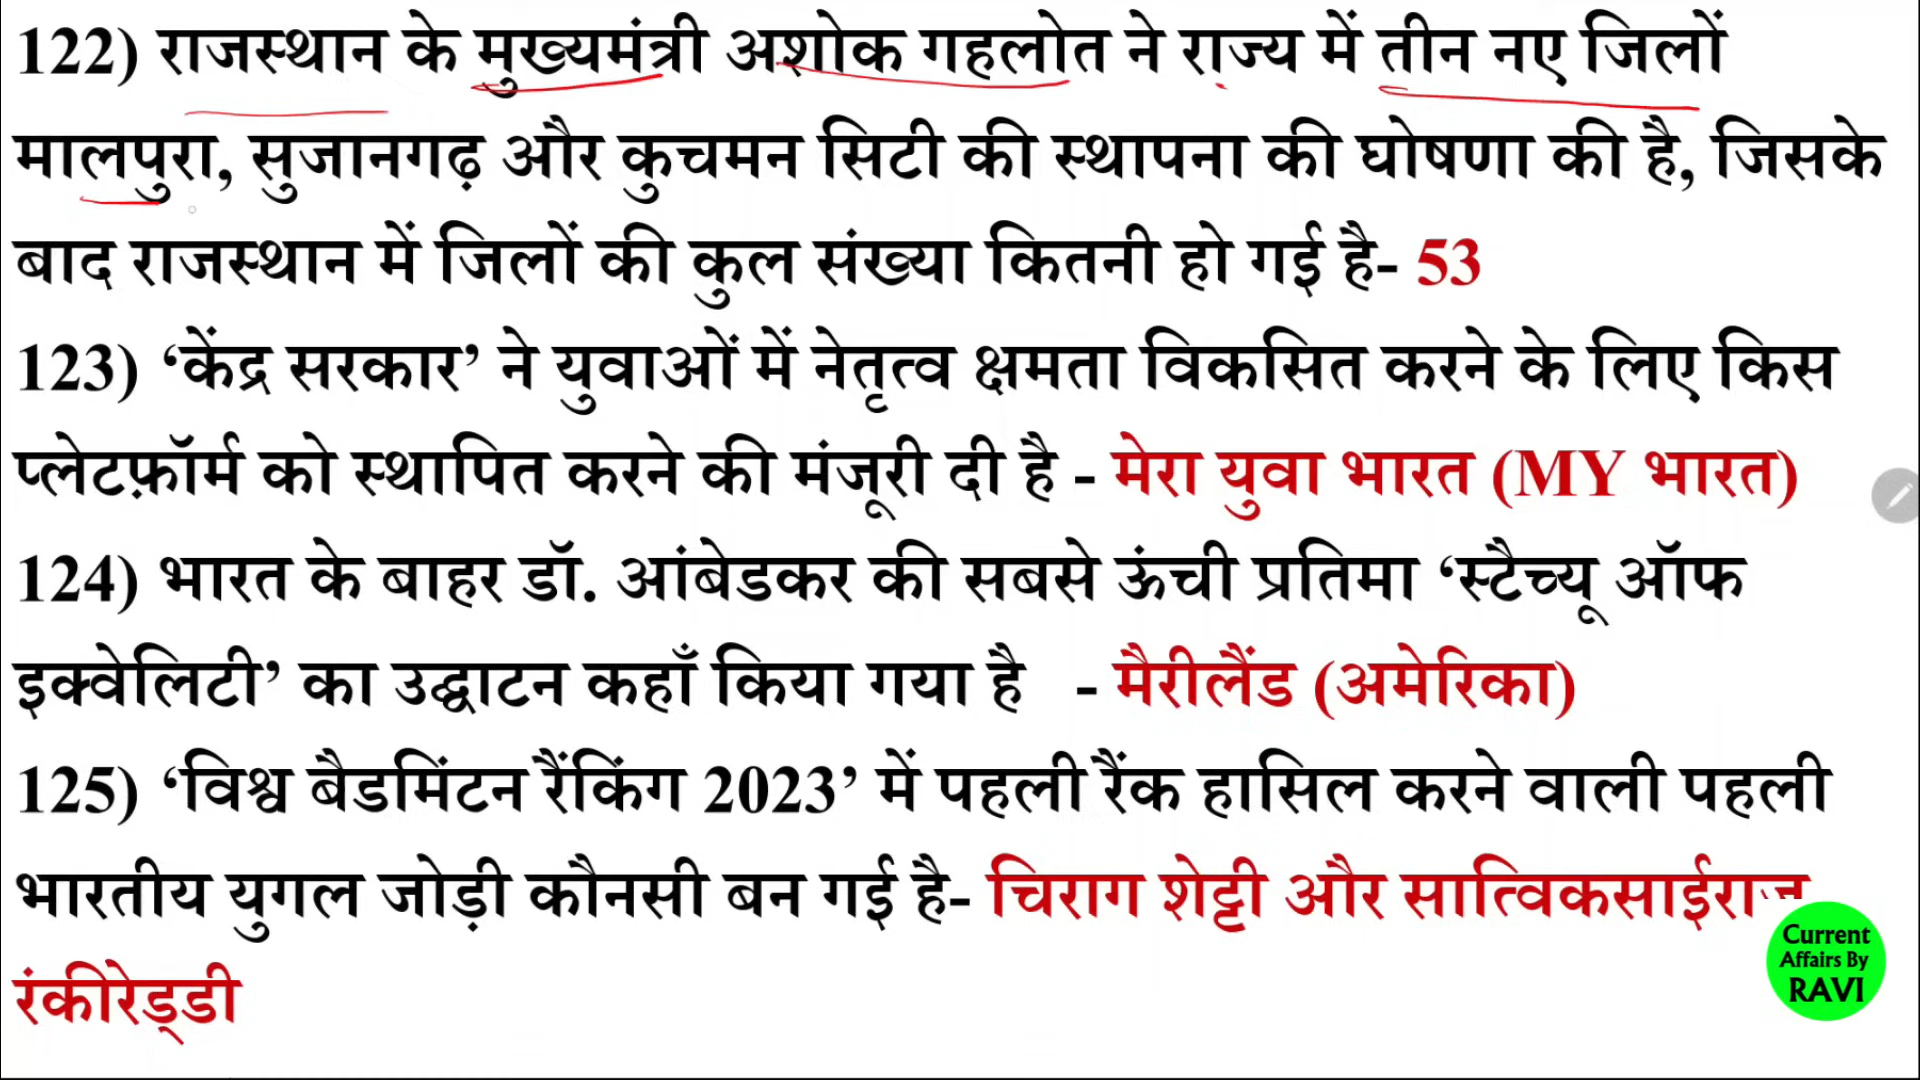 122) राजस्थान के मुख्यमंत्री अशोक गहलोत ने राज्य में तीन नए जिलों
मालपुरा, सुजानगढ़ और कुचमन सिटी की स्थापना की घोषणा की है, जिसके
बाद राजस्थान में जिलों की कुल संख्या कितनी हो गई है- 53
123) ‘केंद्र सरकार’ ने युवाओं में नेतृत्व क्षमता विकसित करने के लिए किस
प्लेटफ़ॉर्म को स्थापित करने की मंजूरी दी है - मेरा युवा भारत (MY भारत)
124) भारत के बाहर डॉ. आंबेडकर की सबसे ऊंची प्रतिमा ‘स्टैच्यू ऑफ
इक्वेलिटी’ का उद्घाटन कहाँ किया गया है - मैरीलैंड (अमेरिका)
125) ‘विश्व बैडमिंटन रैंकिंग 2023’ में पहली रैंक हासिल करने वाली पहली
भारतीय युगल जोड़ी कौनसी बन गई है- चिराग शेट्टी और सात्विकसाईराज
रंकीरेड्डी
Current
Affairs By
RAVI